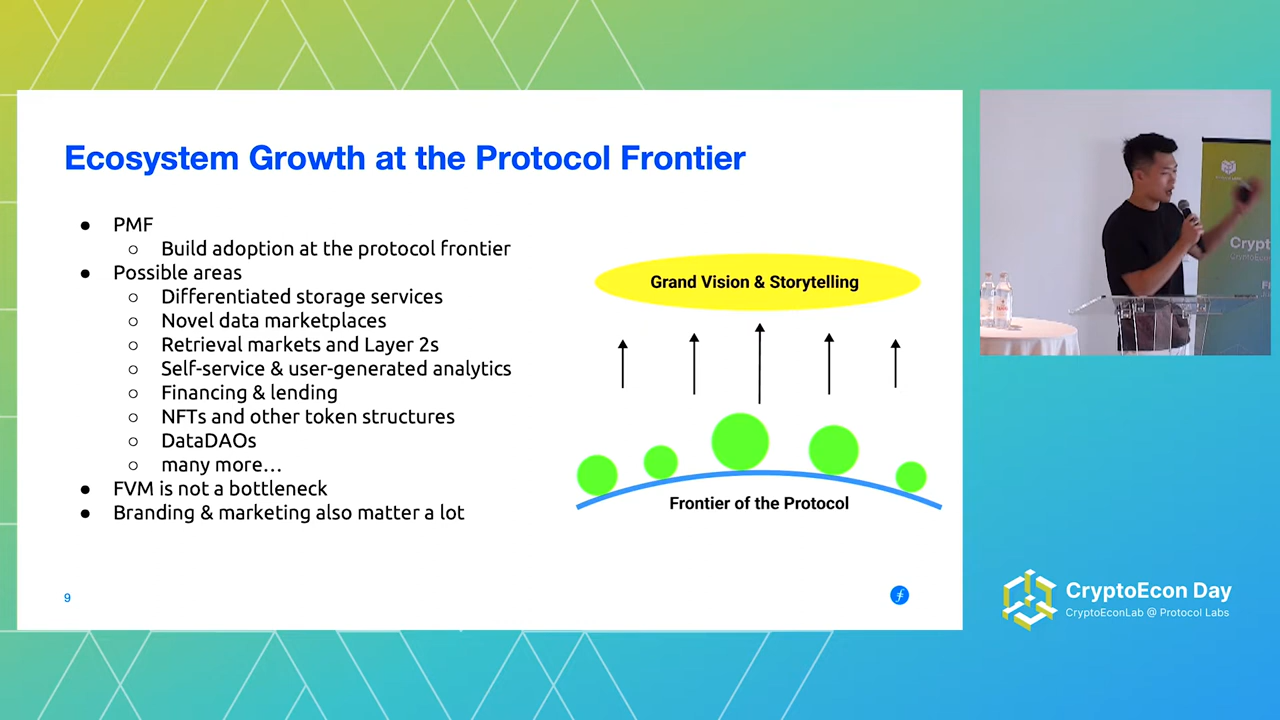 Ecosystem Growth at the Protocol Frontier
● PMF
○ Build adoption at the protocol frontier
● Possible areas
○ Differentiated storage services
○ Novel data marketplaces
○ Retrieval markets and Layer 2s
○ Self-service & user-generated analytics
○ Financing & lending
○ NFTs and other token structures
○ DataDAOs
○ many more…
● FVM is not a bottleneck
● Branding & marketing also matter a lot
Grand Vision & Storytelling
Frontier of the Protocol
9
CryptoEcon Day
CryptoEconLab @ Protocol Labs